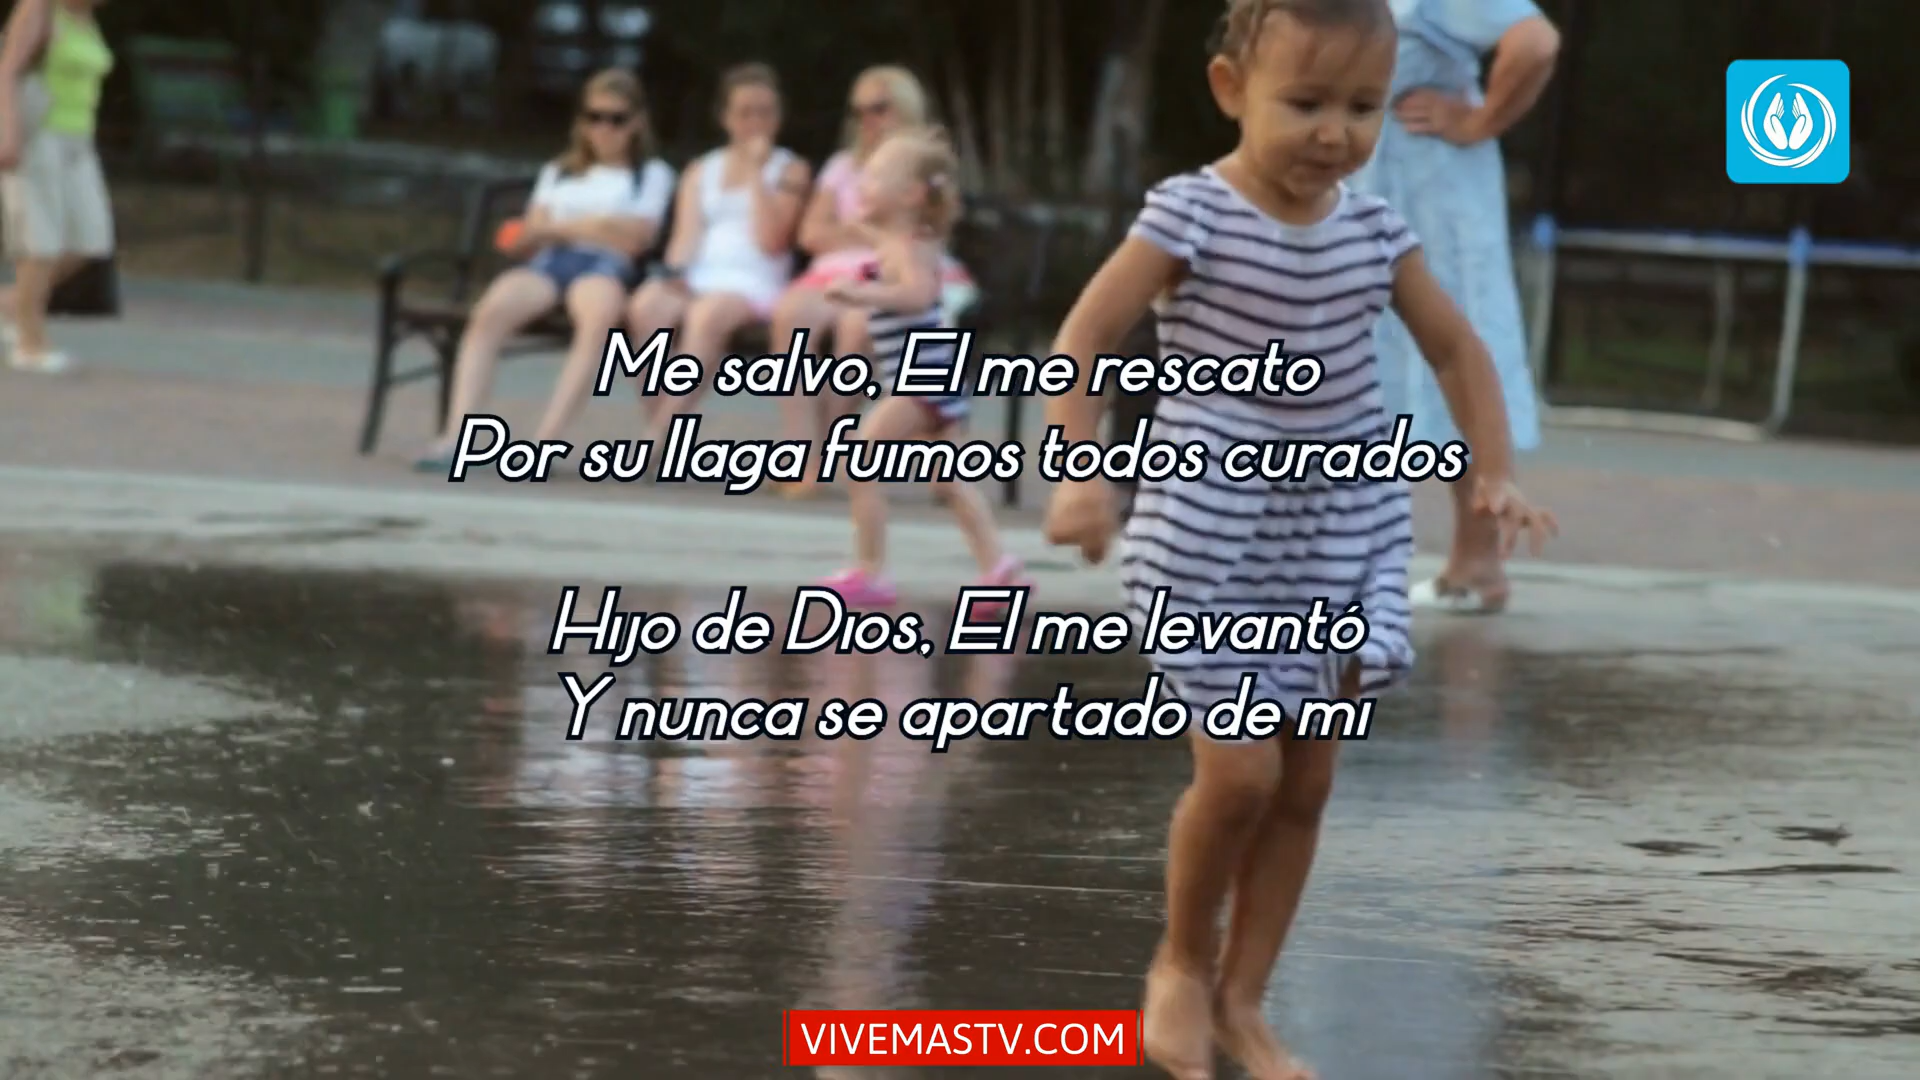 Me salvo, El me rescato
Por su llaga fuimos todos curados
Hijo de Dios, El me levantó
Y nunca se apartado de mi
VIVEMASTV.COM